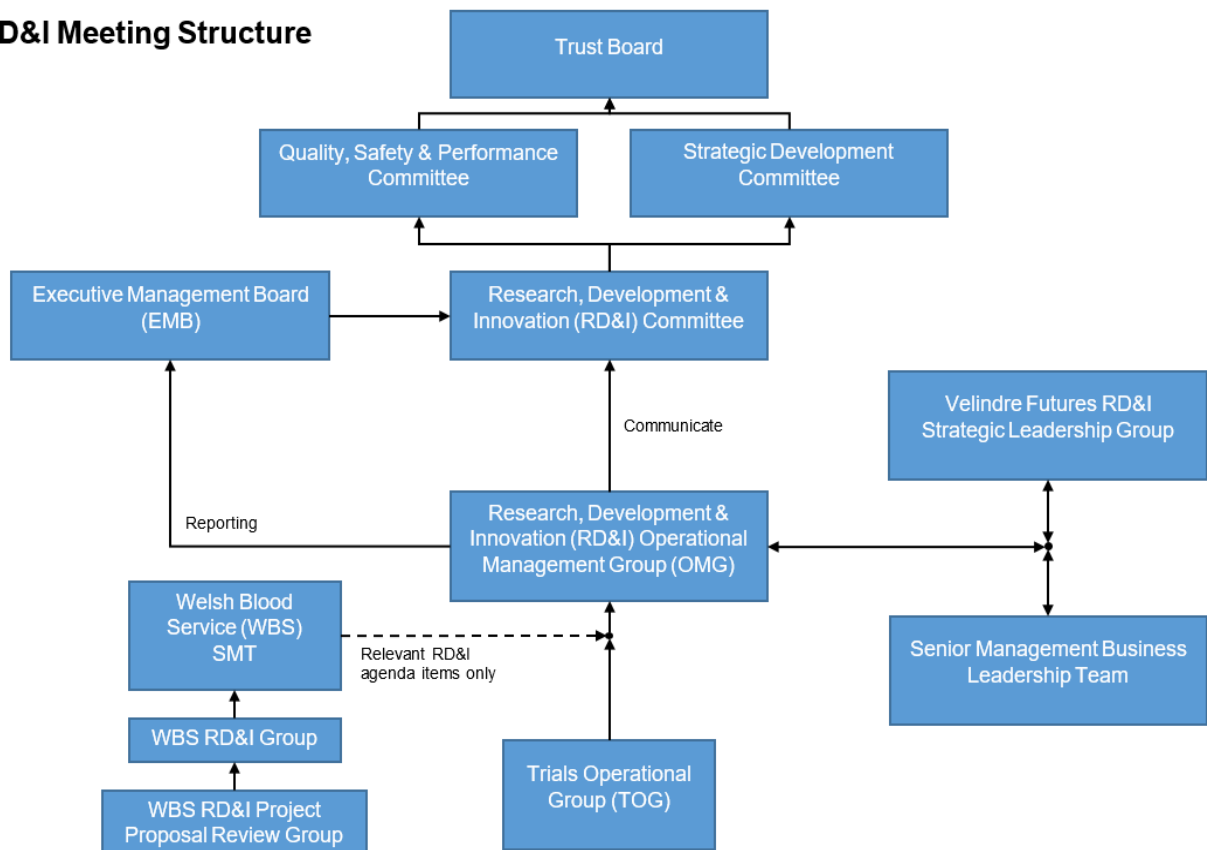 D&I Meeting Structure
Trust Board
Quality, Safety & Performance
Committee
Strategic Development
Committee
Executive Management Board
(EMB)
Research, Development &
Innovation (RD&I) Committee
Velindre Futures RD&I
Strategic Leadership Group
Communicate
Reporting
Research, Development &
Innovation (RD&I) Operational
Management Group (OMG)
Welsh Blood
Service (WBS)
SMT
Relevant RD&I
agenda items only
Senior Management Business
Leadership Team
WBS RD&I Group
Trials Operational
Group (TOG)
WBS RD&I Project
Proposal Review Group